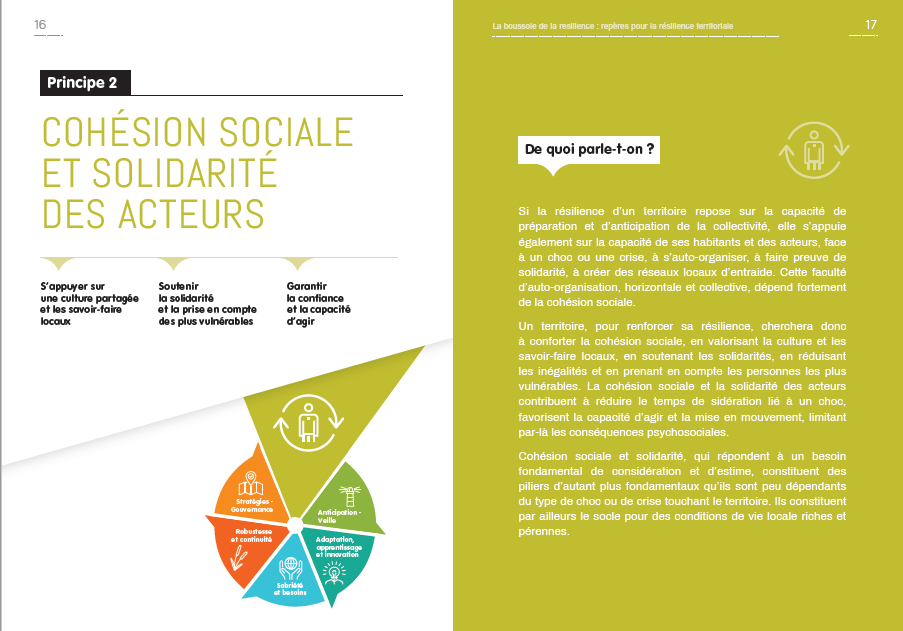 16
Principe 2
COHÉSION SOCIALE
ET SOLIDARITÉ
DES ACTEURS
S'appuyer sur
une culture partagée
et les savoir-faire
locaux
Soutenir
la solidarité
et la prise en compte
des plus vulnérables
Garantir
la confiance
et la capacité
d'agir
Stratégies -
Gouvernance
Anticipation -
Veille
Robustesse
et continuité
Adaptation,
apprentissage
et innovation
Sobriété
et besoins
La boussole de la resilience : repères pour la résilience territoriale
17
De quoi parle-t-on ?
Si la résilience d'un territoire repose sur la capacité de
préparation et d'anticipation de la collectivité, elle s'appuie
également sur la capacité de ses habitants et des acteurs, face
à un choc ou une crise, à s'auto-organiser, à faire preuve de
solidarité, à créer des réseaux locaux d'entraide. Cette faculté
d'auto-organisation, horizontale et collective, dépend fortement
de la cohésion sociale.
Un territoire, pour renforcer sa résilience, cherchera donc
à conforter la cohésion sociale, en valorisant la culture et les
savoir-faire locaux, en soutenant les solidarités, en réduisant
les inégalités et en prenant en compte les personnes les plus
vulnérables. La cohésion sociale et la solidarité des acteurs
contribuent à réduire le temps de sidération lié à un choc,
favorisent la capacité d'agir et la mise en mouvement, limitant
par-là les conséquences psychosociales.
Cohésion sociale et solidarité, qui répondent à un besoin
fondamental de considération et d'estime, constituent des
piliers d'autant plus fondamentaux qu'ils sont peu dépendants
du type de choc ou de crise touchant le territoire. Ils constituent
par ailleurs le socle pour des conditions de vie locale riches et
pérennes.